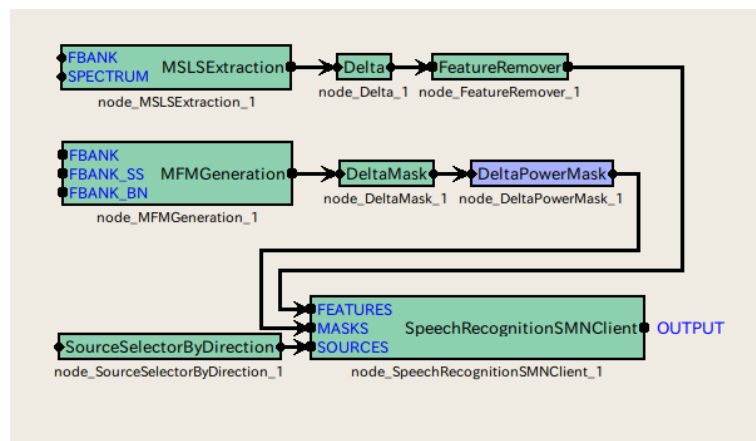 FBANK
SPECTRUM
MSLSExtraction
node_MSLSExtraction_1
Delta
node_Delta_1
FeatureRemover
node_FeatureRemover_1
FBANK
FBANK_SS
FBANK_BN
MFMGeneration
node_MFMGeneration_1
DeltaMask
node_DeltaMask_1
DeltaPowerMask
node_DeltaPowerMask_1
SourceSelectorByDirection
node_SourceSelectorByDirection_1
FEATURES
MASKS
SOURCES
SpeechRecognitionSMNClient
OUTPUT
node_SpeechRecognitionSMNClient_1